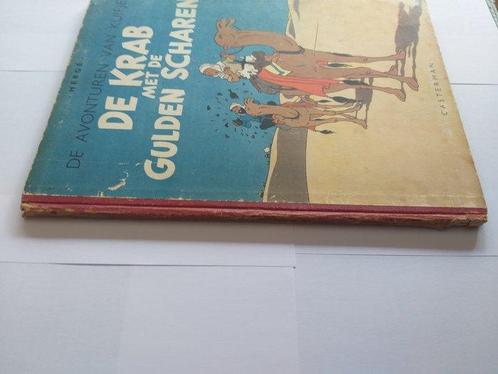 HERGÉ
DE AVONTUREN VAN KUIFJE
DE KRAB
MET DE
GULDEN SCHAREN
CASTERMAN